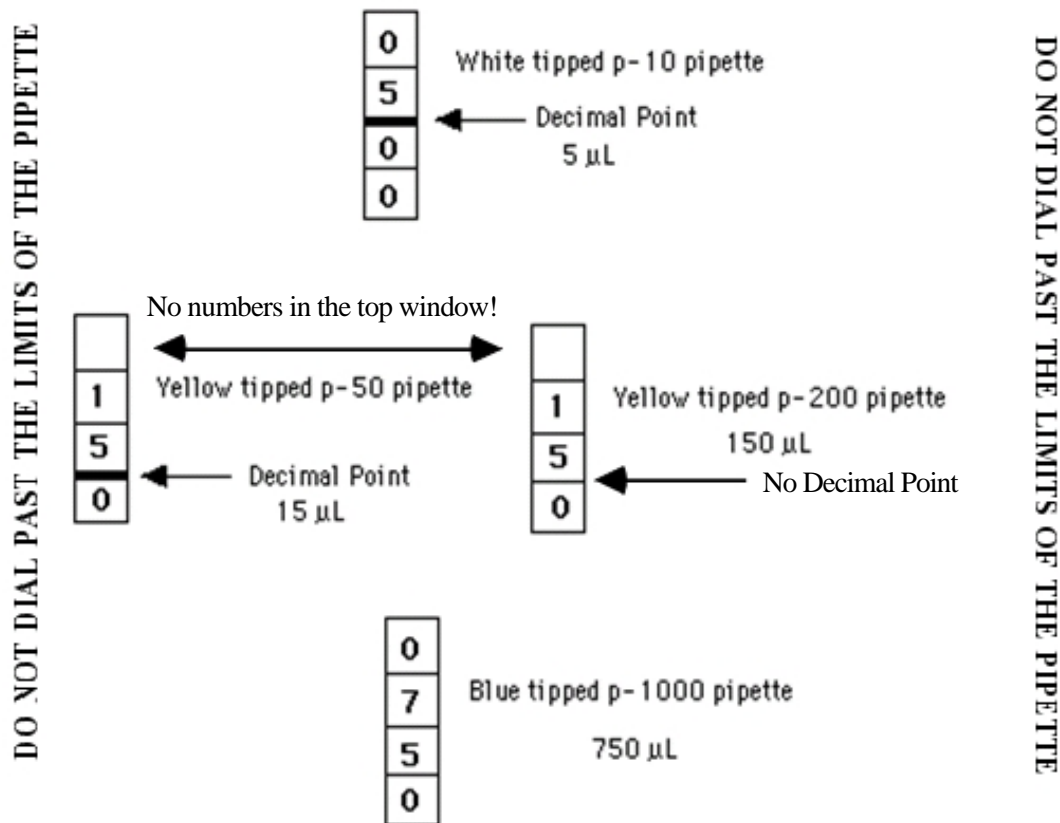 DO NOT DIAL PAST THE LIMITS OF THE PIPETTE
0
5
0
0
White tipped p-10 pipette
Decimal Point
5 µL
No numbers in the top window!
1
5
0
Yellow tipped p-50 pipette
Decimal Point
15 µL
1
5
0
Yellow tipped p-200 pipette
150 µL
No Decimal Point
0
7
5
0
Blue tipped p-1000 pipette
750 µL
DO NOT DIAL PAST THE LIMITS OF THE PIPETTE